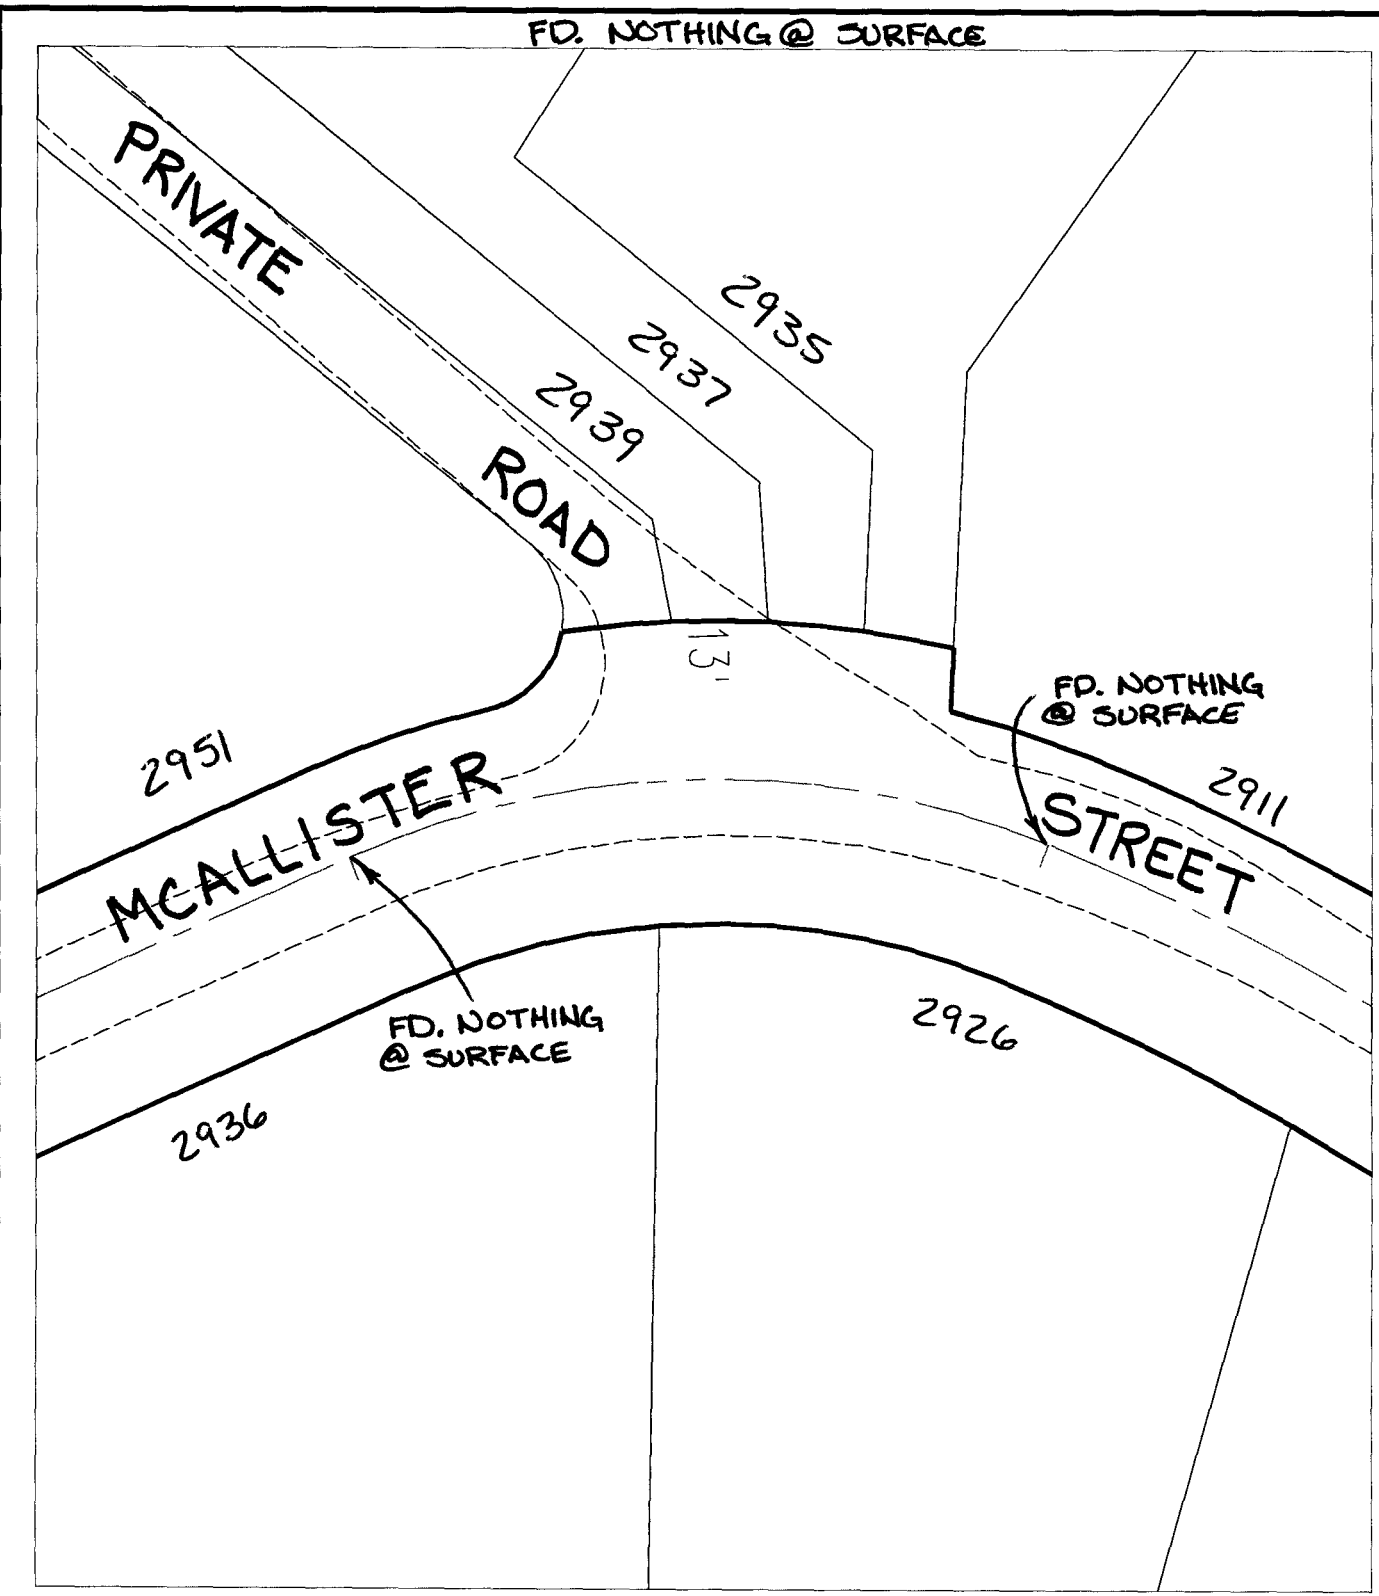 FD. NOTHING @ SURFACE
PRIVATE
ROAD
2935
2937
2939
13'
FD. NOTHING
@ SURFACE
2951
2911
MCALLISTER
STREET
FD. NOTHING
@ SURFACE
2926
2936